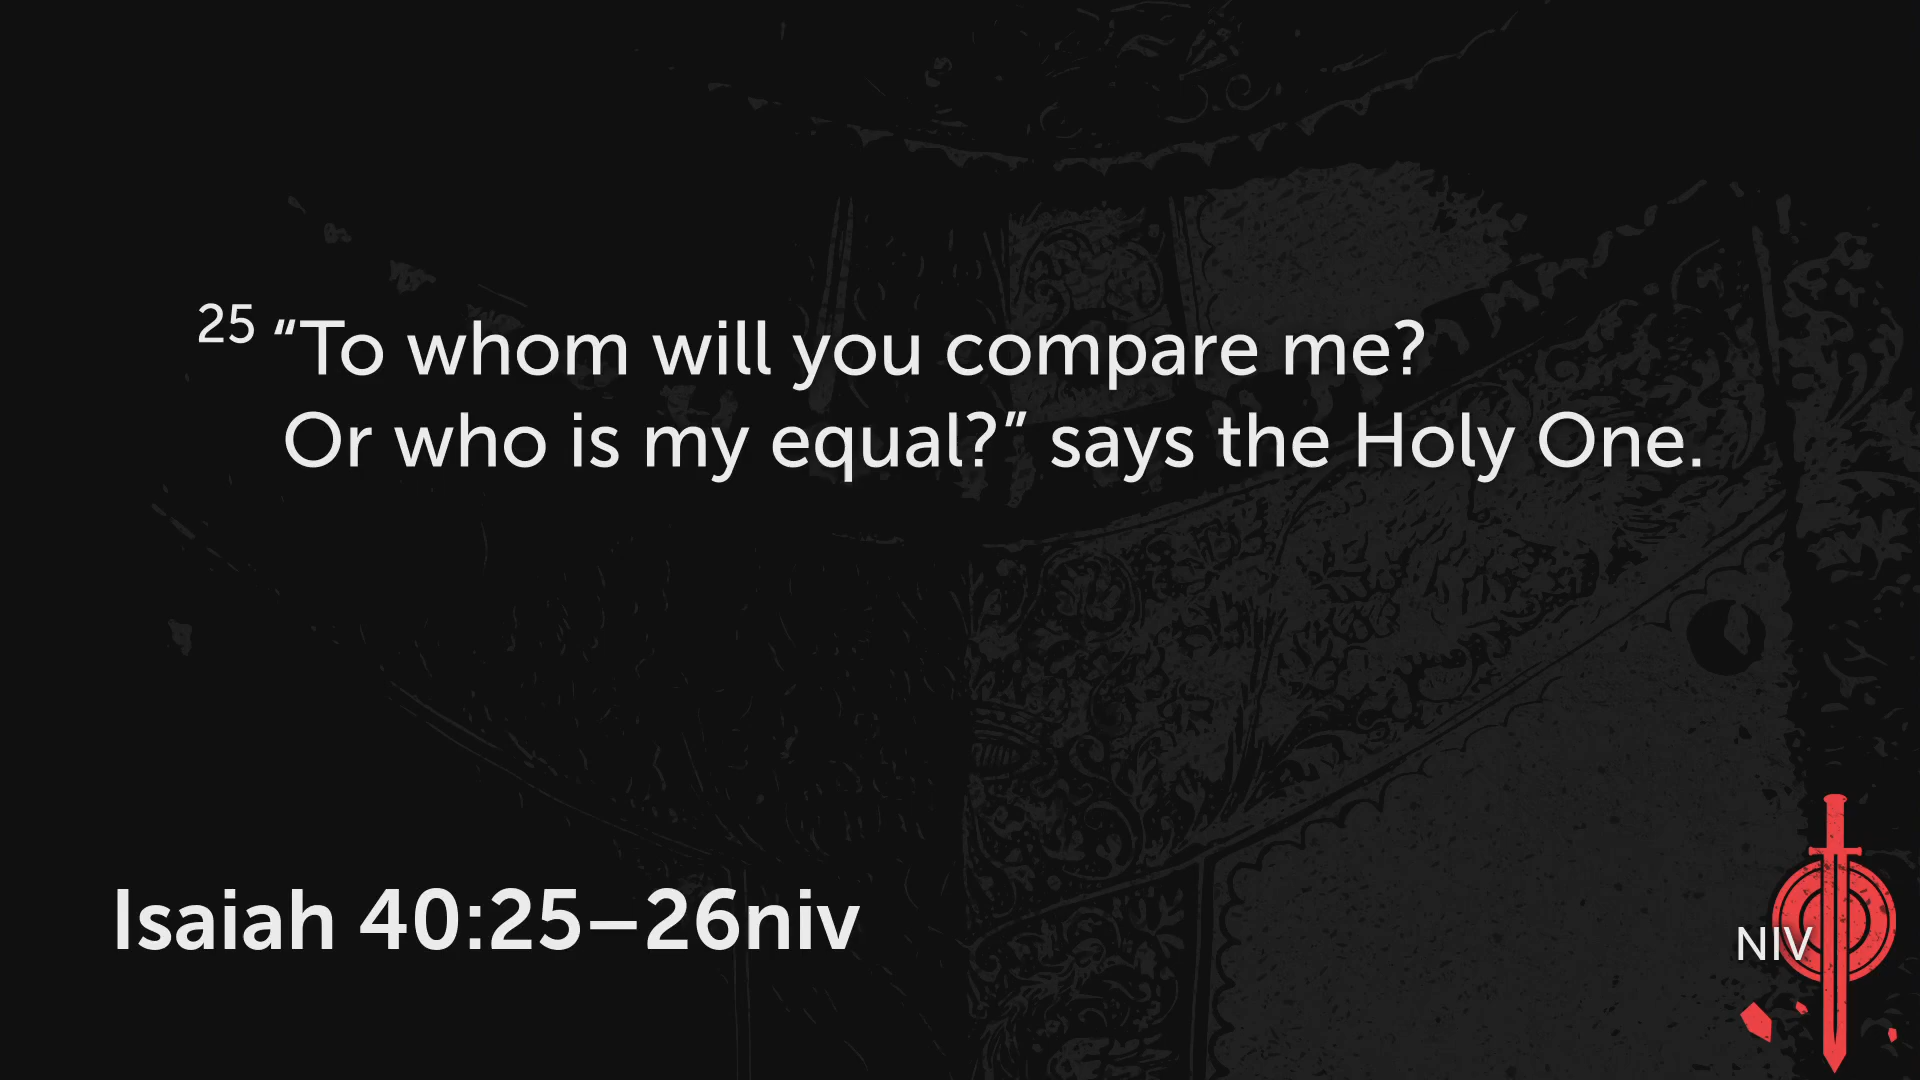 25 “To whom will you compare me?
Or who is my equal?” says the Holy One.
Isaiah 40:25–26niv
NIV